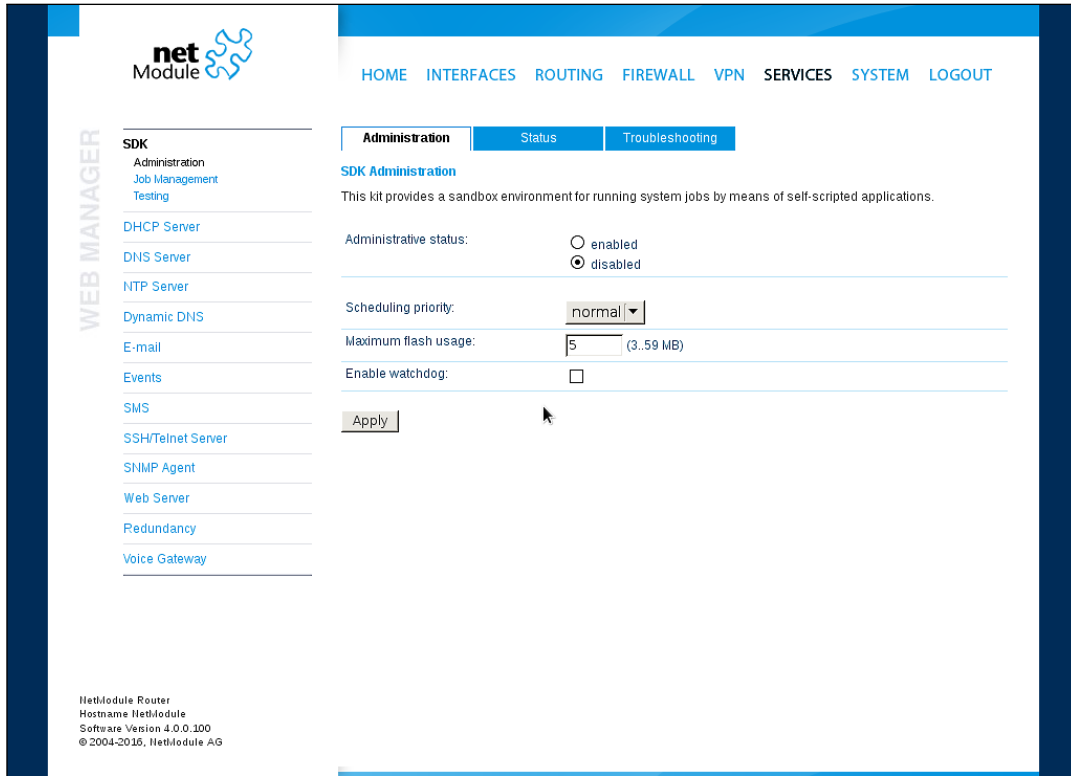 net
Module
HOME INTERFACES ROUTING FIREWALL VPN SERVICES SYSTEM LOGOUT
WEB MANAGER
SDK
Administration
Job Management
Testing
DHCP Server
DNS Server
NTP Server
Dynamic DNS
E-mail
Events
SMS
SSH/Telnet Server
SNMP Agent
Web Server
Redundancy
Voice Gateway
Administration Status Troubleshooting
SDK Administration
This kit provides a sandbox environment for running system jobs by means of self-scripted applications.
Administrative status:
enabled
disabled
Scheduling priority: normal
Maximum flash usage: 5 (3..59 MB)
Enable watchdog:
Apply
NetModule Router
Hostname NetModule
Software Version 4.0.0.100
© 2004-2016, NetModule AG